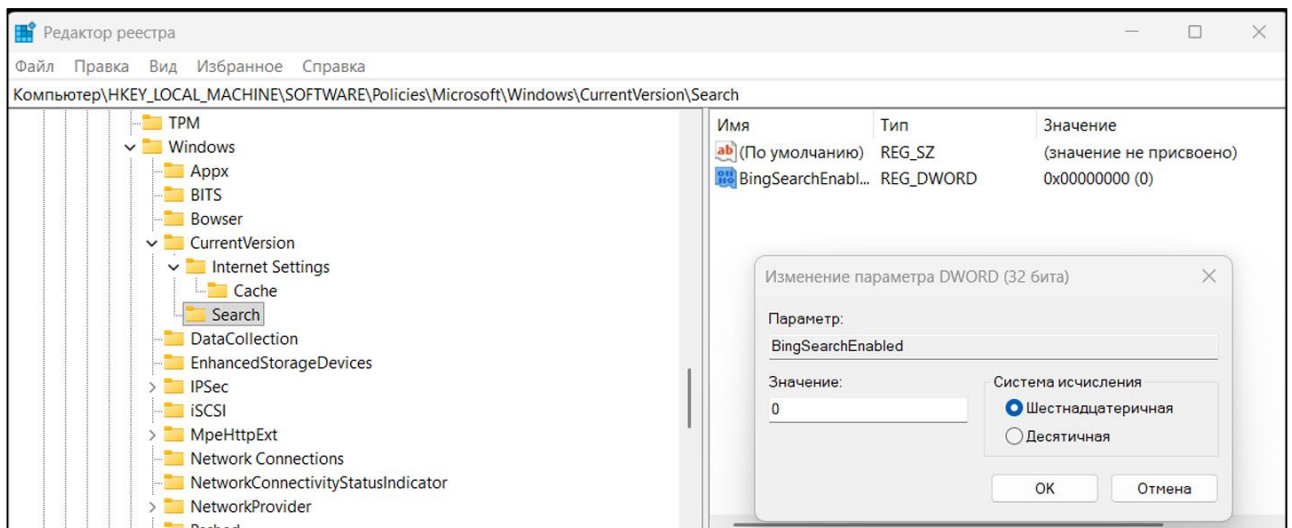 Редактор реестра
Файл Правка Вид Избранное Справка
Компьютер\HKEY_LOCAL_MACHINE\SOFTWARE\Policies\Microsoft\Windows\CurrentVersion\Search
TPM
Windows
Appx
BITS
Bowser
CurrentVersion
Internet Settings
Cache
Search
DataCollection
EnhancedStorageDevices
IPSec
iSCSI
MpeHttpExt
Network Connections
NetworkConnectivityStatusIndicator
NetworkProvider
Имя Тип Значение
(По умолчанию) REG_SZ (значение не присвоено)
BingSearchEnabl... REG_DWORD 0x00000000 (0)
Изменение параметра DWORD (32 бита)
Параметр:
BingSearchEnabled
Значение:
0
Система исчисления
Шестнадцатеричная
Десятичная
ОК Отмена